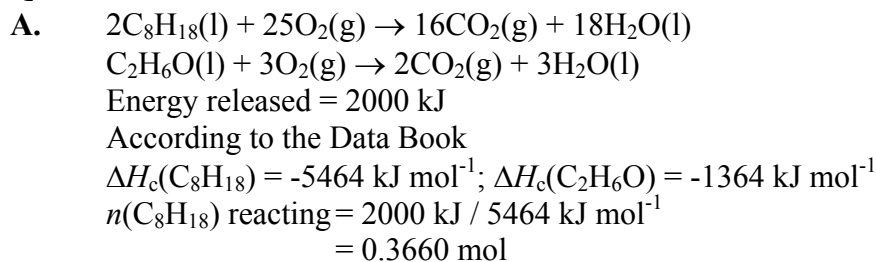 A. 2C₈H₁₈(l) + 25O₂(g) → 16CO₂(g) + 18H₂O(l)
C₂H₆O(l) + 3O₂(g) → 2CO₂(g) + 3H₂O(l)
Energy released = 2000 kJ
According to the Data Book
ΔHc(C₈H₁₈) = -5464 kJ mol⁻¹; ΔHc(C₂H₆O) = -1364 kJ mol⁻¹
n(C₈H₁₈) reacting = 2000 kJ / 5464 kJ mol⁻¹
= 0.3660 mol